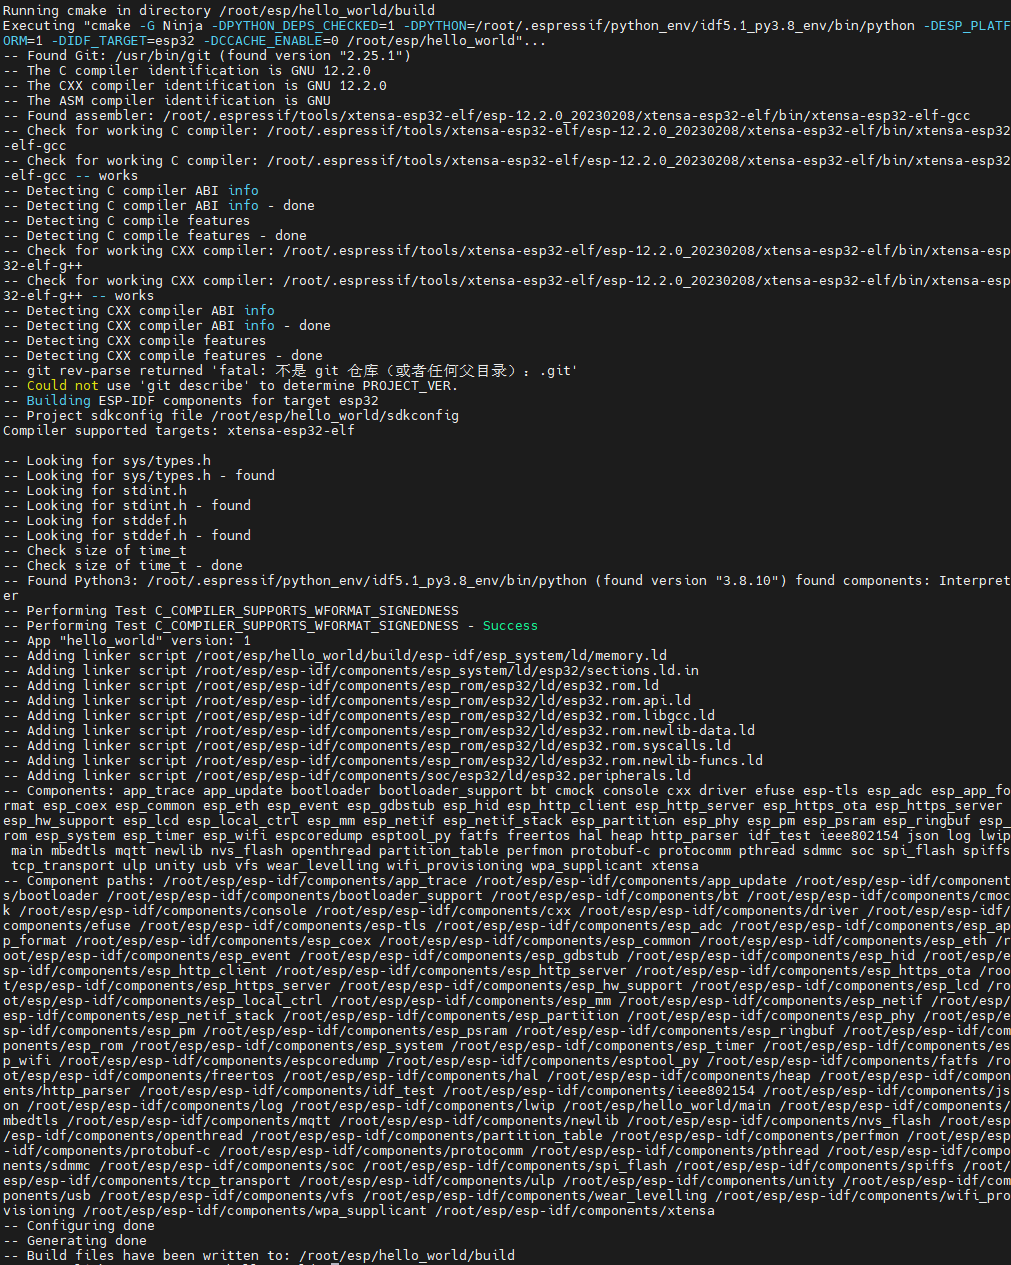 Running cmake in directory /root/esp/hello_world/build
Executing "cmake -G Ninja -DPYTHON_DEPS_CHECKED=1 -DPYTHON=/root/.espressif/python_env/idf5.1_py3.8_env/bin/python -DESP_PLATF
ORM=1 -DIDF_TARGET=esp32 -DCCACHE_ENABLE=0 /root/esp/hello_world"...
-- Found Git: /usr/bin/git (found version "2.25.1")
-- The C compiler identification is GNU 12.2.0
-- The CXX compiler identification is GNU 12.2.0
-- The ASM compiler identification is GNU
-- Found assembler: /root/.espressif/tools/xtensa-esp32-elf/esp-12.2.0_20230208/xtensa-esp32-elf/bin/xtensa-esp32-elf-gcc
-- Check for working C compiler: /root/.espressif/tools/xtensa-esp32-elf/esp-12.2.0_20230208/xtensa-esp32-elf/bin/xtensa-esp32
-elf-gcc
-- Check for working C compiler: /root/.espressif/tools/xtensa-esp32-elf/esp-12.2.0_20230208/xtensa-esp32-elf/bin/xtensa-esp32
-elf-gcc -- works
-- Detecting C compiler ABI info
-- Detecting C compiler ABI info - done
-- Detecting C compile features
-- Detecting C compile features - done
-- Check for working CXX compiler: /root/.espressif/tools/xtensa-esp32-elf/esp-12.2.0_20230208/xtensa-esp32-elf/bin/xtensa-esp
32-elf-g++
-- Check for working CXX compiler: /root/.espressif/tools/xtensa-esp32-elf/esp-12.2.0_20230208/xtensa-esp32-elf/bin/xtensa-esp
32-elf-g++ -- works
-- Detecting CXX compiler ABI info
-- Detecting CXX compiler ABI info - done
-- Detecting CXX compile features
-- Detecting CXX compile features - done
-- git rev-parse returned 'fatal: 不是 git 仓库（或者任何父目录）：.git'
-- Could not use 'git describe' to determine PROJECT_VER.
-- Building ESP-IDF components for target esp32
-- Project sdkconfig file /root/esp/hello_world/sdkconfig
Compiler supported targets: xtensa-esp32-elf
-- Looking for sys/types.h
-- Looking for sys/types.h - found
-- Looking for stdint.h
-- Looking for stdint.h - found
-- Looking for stddef.h
-- Looking for stddef.h - found
-- Check size of time_t
-- Check size of time_t - done
-- Found Python3: /root/.espressif/python_env/idf5.1_py3.8_env/bin/python (found version "3.8.10") found components: Interpret
er
-- Performing Test C_COMPILER_SUPPORTS_WFORMAT_SIGNEDNESS
-- Performing Test C_COMPILER_SUPPORTS_WFORMAT_SIGNEDNESS - Success
-- App "hello_world" version: 1
-- Adding linker script /root/esp/hello_world/build/esp-idf/esp_system/ld/memory.ld
-- Adding linker script /root/esp/esp-idf/components/esp_system/ld/esp32/sections.ld.in
-- Adding linker script /root/esp/esp-idf/components/esp_rom/esp32/ld/esp32.rom.ld
-- Adding linker script /root/esp/esp-idf/components/esp_rom/esp32/ld/esp32.rom.api.ld
-- Adding linker script /root/esp/esp-idf/components/esp_rom/esp32/ld/esp32.rom.libgcc.ld
-- Adding linker script /root/esp/esp-idf/components/esp_rom/esp32/ld/esp32.rom.newlib-data.ld
-- Adding linker script /root/esp/esp-idf/components/esp_rom/esp32/ld/esp32.rom.syscalls.ld
-- Adding linker script /root/esp/esp-idf/components/esp_rom/esp32/ld/esp32.rom.newlib-funcs.ld
-- Adding linker script /root/esp/esp-idf/components/soc/esp32/ld/esp32.peripherals.ld
-- Components: app_trace app_update bootloader bootloader_support bt cmock console cxx driver efuse esp-tls esp_adc esp_app_fo
rmat esp_coex esp_common esp_eth esp_event esp_gdbstub esp_hid esp_http_client esp_http_server esp_https_ota esp_https_server
esp_hw_support esp_lcd esp_local_ctrl esp_mm esp_netif esp_netif_stack esp_partition esp_phy esp_pm esp_psram esp_ringbuf esp_
rom esp_system esp_timer esp_wifi espcoredump esptool_py fatfs freertos hal heap http_parser idf_test ieee802154 json log lwip
main mbedtls mqtt newlib nvs_flash openthread partition_table perfmon protobuf-c protocomm pthread sdmmc soc spi_flash spiffs
tcp_transport ulp unity usb vfs wear_levelling wifi_provisioning wpa_supplicant xtensa
-- Component paths: /root/esp/esp-idf/components/app_trace /root/esp/esp-idf/components/app_update /root/esp/esp-idf/component
s/bootloader /root/esp/esp-idf/components/bootloader_support /root/esp/esp-idf/components/bt /root/esp/esp-idf/components/cmoc
k /root/esp/esp-idf/components/console /root/esp/esp-idf/components/cxx /root/esp/esp-idf/components/driver /root/esp/esp-idf/
components/efuse /root/esp/esp-idf/components/esp-tls /root/esp/esp-idf/components/esp_adc /root/esp/esp-idf/components/esp_ap
p_format /root/esp/esp-idf/components/esp_coex /root/esp/esp-idf/components/esp_common /root/esp/esp-idf/components/esp_eth /r
oot/esp/esp-idf/components/esp_event /root/esp/esp-idf/components/esp_gdbstub /root/esp/esp-idf/components/esp_hid /root/esp/e
sp-idf/components/esp_http_client /root/esp/esp-idf/components/esp_http_server /root/esp/esp-idf/components/esp_https_ota /roo
t/esp/esp-idf/components/esp_https_server /root/esp/esp-idf/components/esp_hw_support /root/esp/esp-idf/components/esp_lcd /ro
ot/esp/esp-idf/components/esp_local_ctrl /root/esp/esp-idf/components/esp_mm /root/esp/esp-idf/components/esp_netif /root/esp/
esp-idf/components/esp_netif_stack /root/esp/esp-idf/components/esp_partition /root/esp/esp-idf/components/esp_phy /root/esp/e
sp-idf/components/esp_pm /root/esp/esp-idf/components/esp_psram /root/esp/esp-idf/components/esp_ringbuf /root/esp/esp-idf/com
ponents/esp_rom /root/esp/esp-idf/components/esp_system /root/esp/esp-idf/components/esp_timer /root/esp/esp-idf/components/es
p_wifi /root/esp/esp-idf/components/espcoredump /root/esp/esp-idf/components/esptool_py /root/esp/esp-idf/components/fatfs /ro
ot/esp/esp-idf/components/freertos /root/esp/esp-idf/components/hal /root/esp/esp-idf/components/heap /root/esp/esp-idf/compon
ents/http_parser /root/esp/esp-idf/components/idf_test /root/esp/esp-idf/components/ieee802154 /root/esp/esp-idf/components/js
on /root/esp/esp-idf/components/log /root/esp/esp-idf/components/lwip /root/esp/hello_world/main /root/esp/esp-idf/components/
mbedtls /root/esp/esp-idf/components/mqtt /root/esp/esp-idf/components/newlib /root/esp/esp-idf/components/nvs_flash /root/esp
/esp-idf/components/openthread /root/esp/esp-idf/components/partition_table /root/esp/esp-idf/components/perfmon /root/esp/esp
-idf/components/protobuf-c /root/esp/esp-idf/components/protocomm /root/esp/esp-idf/components/pthread /root/esp/esp-idf/compo
nents/sdmmc /root/esp/esp-idf/components/soc /root/esp/esp-idf/components/spi_flash /root/esp/esp-idf/components/spiffs /root/
esp/esp-idf/components/tcp_transport /root/esp/esp-idf/components/ulp /root/esp/esp-idf/components/unity /root/esp/esp-idf/com
ponents/usb /root/esp/esp-idf/components/vfs /root/esp/esp-idf/components/wear_levelling /root/esp/esp-idf/components/wifi_pro
visioning /root/esp/esp-idf/components/wpa_supplicant /root/esp/esp-idf/components/xtensa
-- Configuring done
-- Generating done
-- Build files have been written to: /root/esp/hello_world/build